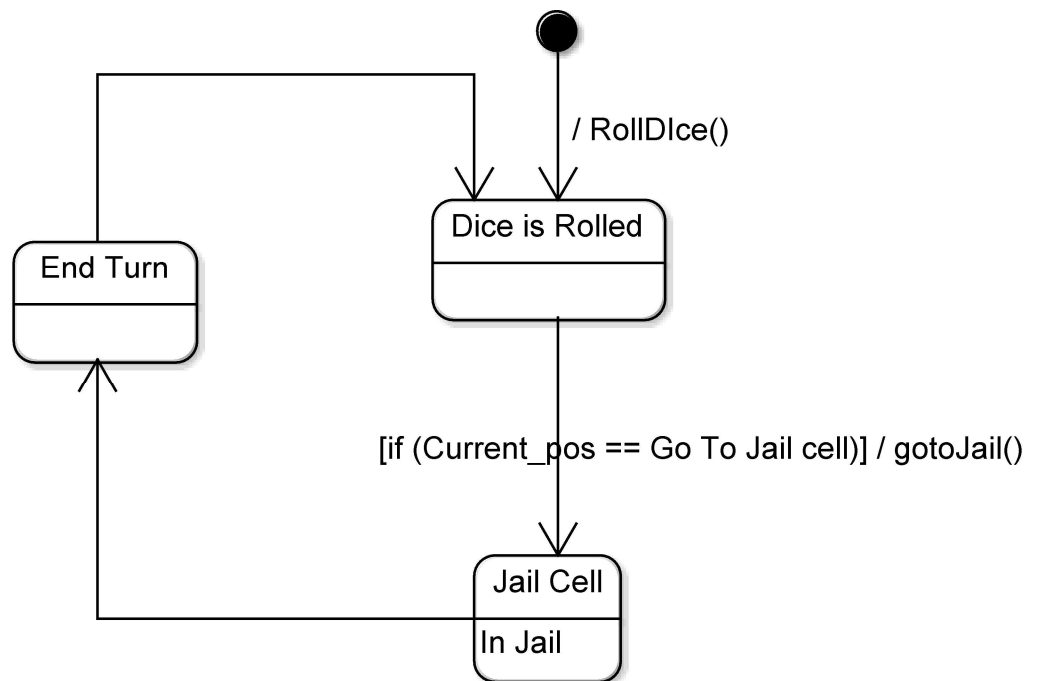 / RollDIce()
Dice is Rolled
End Turn
[if (Current_pos == Go To Jail cell)] / gotoJail()
Jail Cell
In Jail